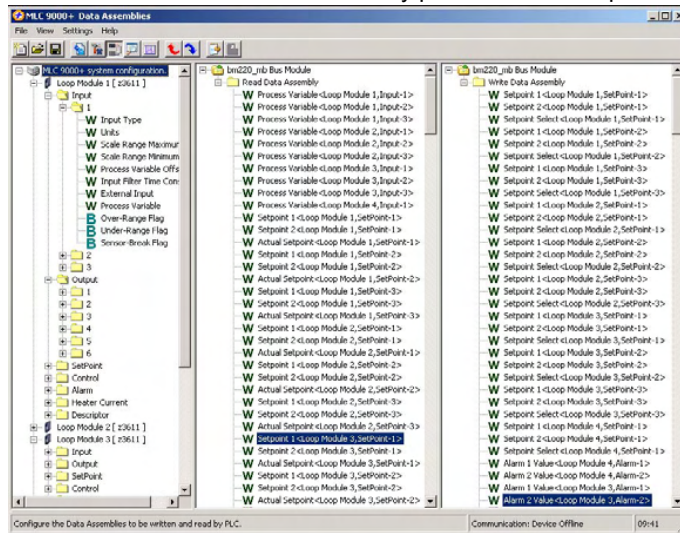 MLC 9000+ Data Assemblies
File View Settings Help
MLC 9000+ system configuration.
Loop Module 1 [ z3611 ]
Input
1
W Input Type
W Units
W Scale Range Maximur
W Scale Range Minimum
W Process Variable Offs
W Input Filter Time Con
W External Input
W Process Variable
B Over-Range Flag
B Under-Range Flag
B Sensor-Break Flag
2
3
Output
1
2
3
4
5
6
SetPoint
Control
Alarm
Heater Current
Descriptor
Loop Module 2 [ z3611 ]
Loop Module 3 [ z3611 ]
Input
Output
SetPoint
Control
bm220_mb Bus Module
Read Data Assembly
W Process Variable<Loop Module 1,Input-1>
W Process Variable<Loop Module 1,Input-2>
W Process Variable<Loop Module 1,Input-3>
W Process Variable<Loop Module 2,Input-1>
W Process Variable<Loop Module 2,Input-2>
W Process Variable<Loop Module 2,Input-3>
W Process Variable<Loop Module 3,Input-1>
W Process Variable<Loop Module 3,Input-2>
W Process Variable<Loop Module 3,Input-3>
W Process Variable<Loop Module 4,Input-1>
W Setpoint 1<Loop Module 1,SetPoint-1>
W Setpoint 2<Loop Module 1,SetPoint-1>
W Actual Setpoint<Loop Module 1,SetPoint-1>
W Setpoint 1<Loop Module 1,SetPoint-2>
W Setpoint 2<Loop Module 1,SetPoint-2>
W Actual Setpoint<Loop Module 1,SetPoint-2>
W Setpoint 1<Loop Module 1,SetPoint-3>
W Setpoint 2<Loop Module 1,SetPoint-3>
W Actual Setpoint<Loop Module 1,SetPoint-3>
W Setpoint 1<Loop Module 2,SetPoint-1>
W Setpoint 2<Loop Module 2,SetPoint-1>
W Actual Setpoint<Loop Module 2,SetPoint-1>
W Setpoint 1<Loop Module 2,SetPoint-2>
W Setpoint 2<Loop Module 2,SetPoint-2>
W Actual Setpoint<Loop Module 2,SetPoint-2>
W Setpoint 1<Loop Module 2,SetPoint-3>
W Setpoint 2<Loop Module 2,SetPoint-3>
W Actual Setpoint<Loop Module 2,SetPoint-3>
W Setpoint 1<Loop Module 3,SetPoint-1>
W Setpoint 2<Loop Module 3,SetPoint-1>
W Actual Setpoint<Loop Module 3,SetPoint-1>
W Setpoint 1<Loop Module 3,SetPoint-2>
W Setpoint 2<Loop Module 3,SetPoint-2>
W Actual Setpoint<Loop Module 3,SetPoint-2>
bm220_mb Bus Module
Write Data Assembly
W Setpoint 1<Loop Module 1,SetPoint-1>
W Setpoint 2<Loop Module 1,SetPoint-1>
W Setpoint Select<Loop Module 1,SetPoint-1>
W Setpoint 1<Loop Module 1,SetPoint-2>
W Setpoint 2<Loop Module 1,SetPoint-2>
W Setpoint Select<Loop Module 1,SetPoint-2>
W Setpoint 1<Loop Module 1,SetPoint-3>
W Setpoint 2<Loop Module 1,SetPoint-3>
W Setpoint Select<Loop Module 1,SetPoint-3>
W Setpoint 1<Loop Module 2,SetPoint-1>
W Setpoint 2<Loop Module 2,SetPoint-1>
W Setpoint Select<Loop Module 2,SetPoint-1>
W Setpoint 1<Loop Module 2,SetPoint-2>
W Setpoint 2<Loop Module 2,SetPoint-2>
W Setpoint Select<Loop Module 2,SetPoint-2>
W Setpoint 1<Loop Module 2,SetPoint-3>
W Setpoint 2<Loop Module 2,SetPoint-3>
W Setpoint Select<Loop Module 2,SetPoint-3>
W Setpoint 1<Loop Module 3,SetPoint-1>
W Setpoint 2<Loop Module 3,SetPoint-1>
W Setpoint Select<Loop Module 3,SetPoint-1>
W Setpoint 1<Loop Module 3,SetPoint-2>
W Setpoint 2<Loop Module 3,SetPoint-2>
W Setpoint Select<Loop Module 3,SetPoint-2>
W Setpoint 1<Loop Module 3,SetPoint-3>
W Setpoint 2<Loop Module 3,SetPoint-3>
W Setpoint Select<Loop Module 3,SetPoint-3>
W Setpoint 1<Loop Module 4,SetPoint-1>
W Setpoint 2<Loop Module 4,SetPoint-1>
W Alarm 1 Value<Loop Module 4,Alarm-1>
W Alarm 2 Value<Loop Module 4,Alarm-2>
W Alarm 1 Value<Loop Module 3,Alarm-1>
W Alarm 2 Value<Loop Module 3,Alarm-2>
Configure the Data Assemblies to be written and read by PLC.
Communication: Device Offline
09:41